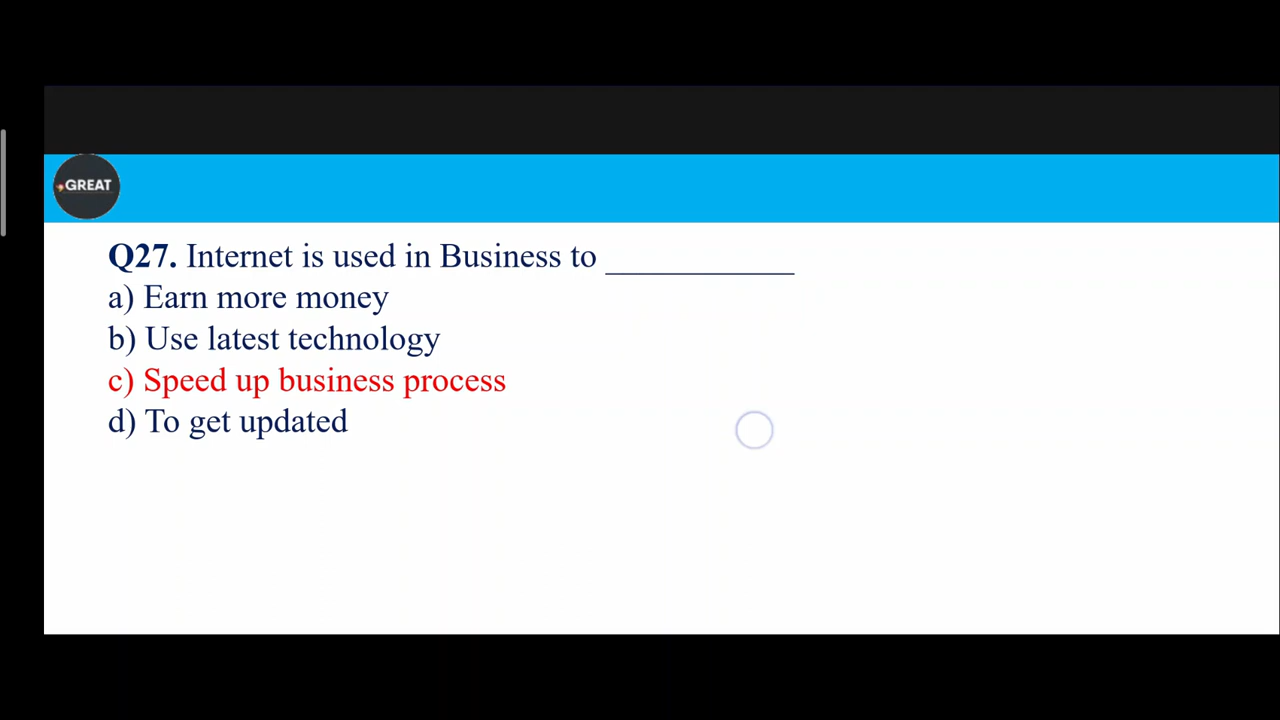 GREAT
Q27. Internet is used in Business to ___________
a) Earn more money
b) Use latest technology
c) Speed up business process
d) To get updated